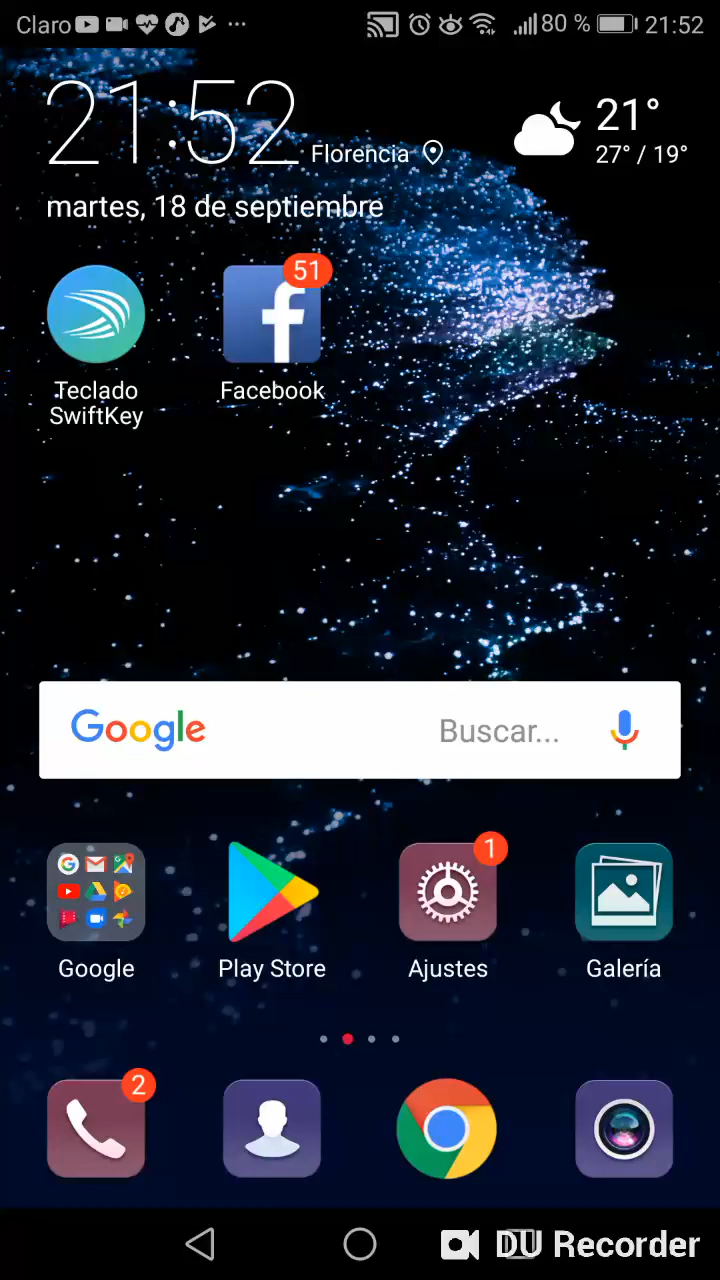 Claro 80 % 21:52
21:52 Florencia 21°
27° / 19°
martes, 18 de septiembre
51
Teclado SwiftKey
Facebook
Google Buscar...
1
Google Play Store Ajustes Galería
2
DU Recorder